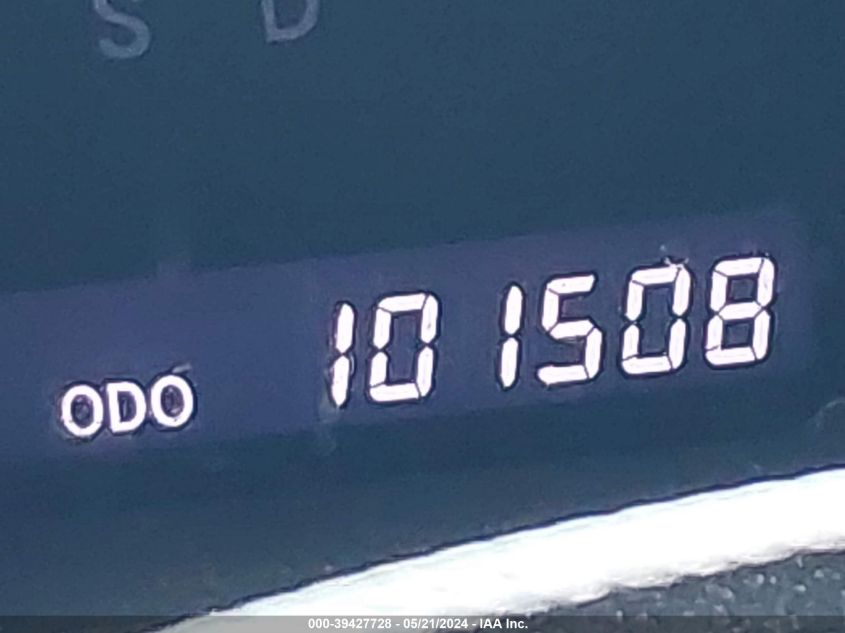 S D
ODO 101508
000-39427728 - 05/21/2024 - IAA Inc.